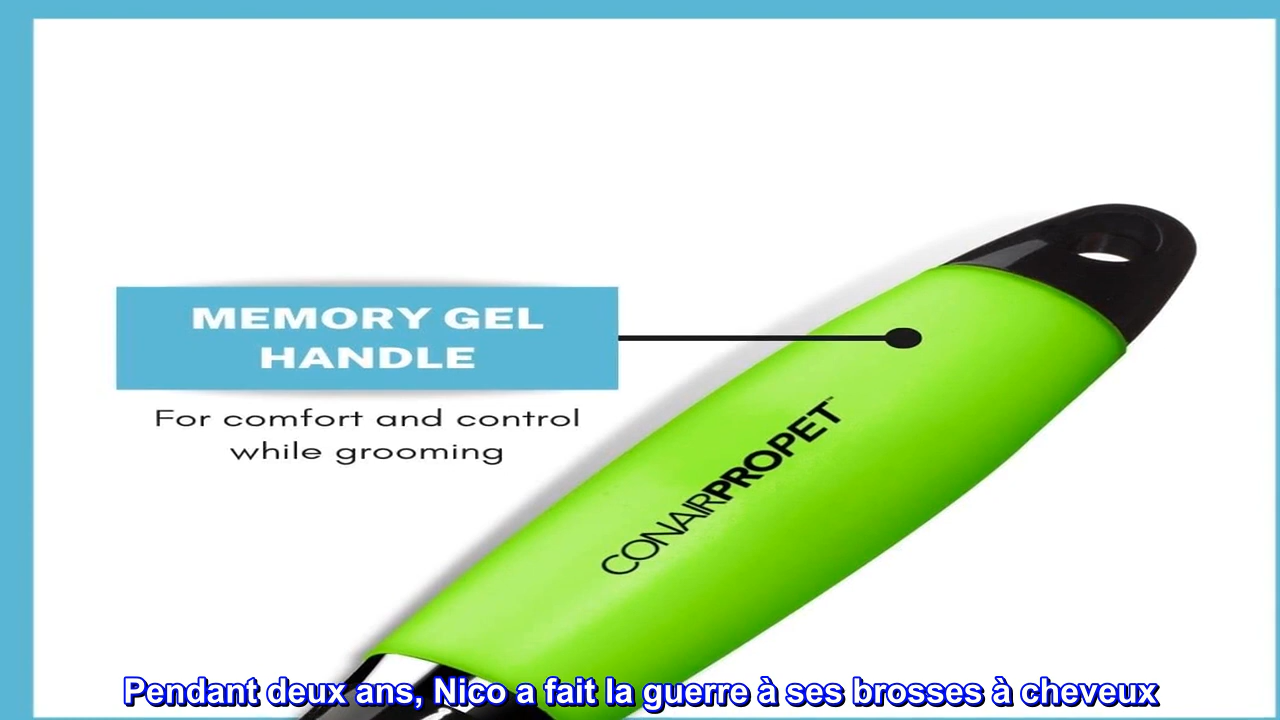 MEMORY GEL
HANDLE
For comfort and control
while grooming
CONAIRPROPET™
Pendant deux ans, Nico a fait la guerre à ses brosses à cheveux